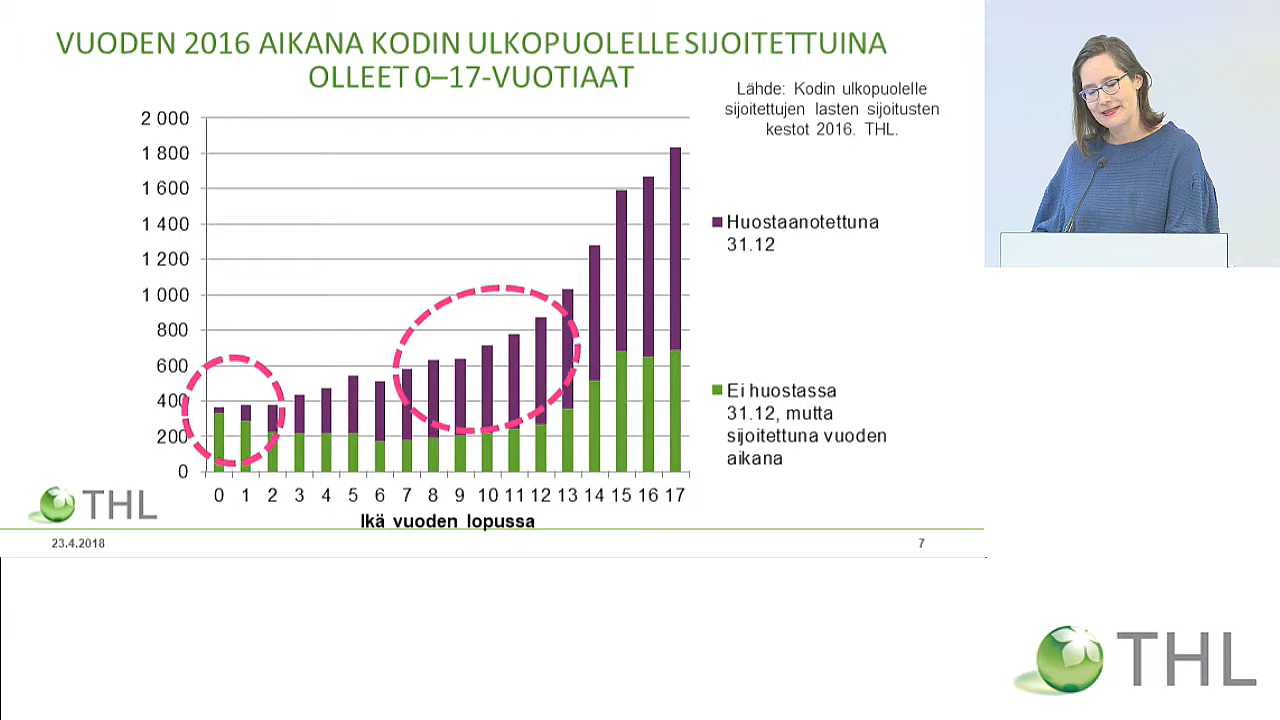 VUODEN 2016 AIKANA KODIN ULKOPUOLELLE SIJOITETTUINA
OLLEET 0–17-VUOTIAAT
Lähde: Kodin ulkopuolelle
sijoitettujen lasten sijoitusten
kestot 2016. THL.
2 000
1 800
1 600
1 400
1 200
1 000
800
600
400
200
0
Huostaanotettuna
31.12
Ei huostassa
31.12, mutta
sijoitettuna vuoden
aikana
0 1 2 3 4 5 6 7 8 9 10 11 12 13 14 15 16 17
Ikä vuoden lopussa
THL
23.4.2018
7
THL